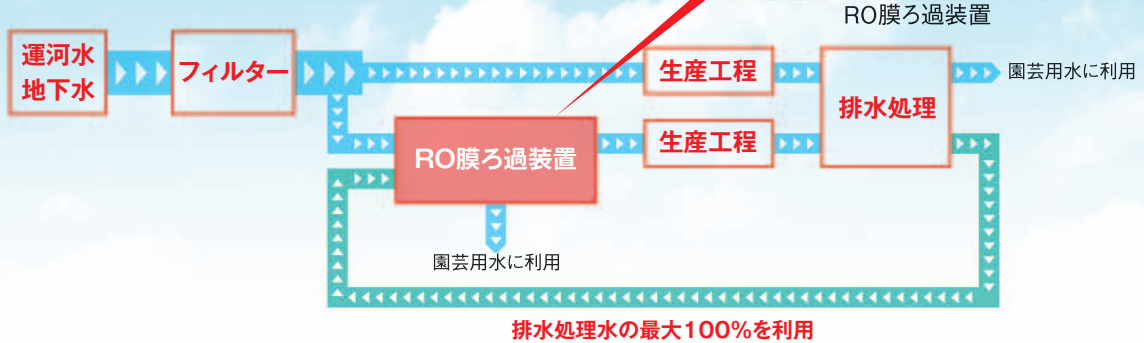 RO膜ろ過装置
運河水
地下水
フィルター
生産工程
排水処理
園芸用水に利用
RO膜ろ過装置
生産工程
園芸用水に利用
排水処理水の最大100%を利用